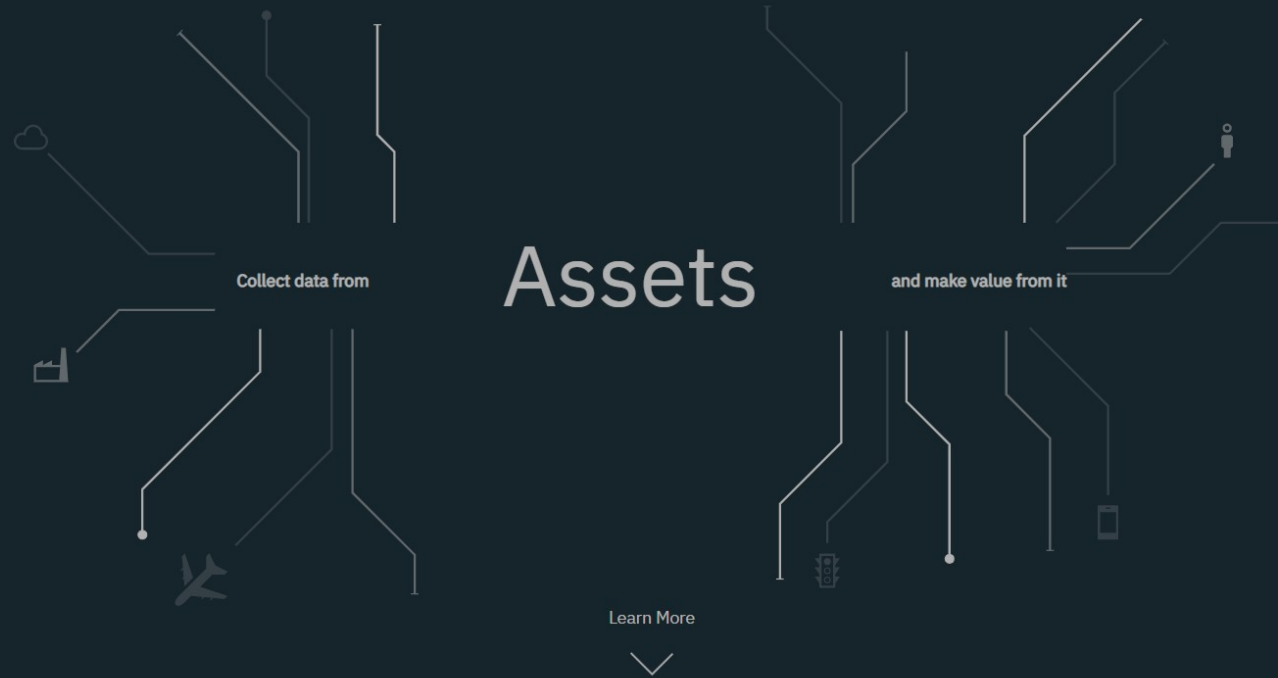 Collect data from
Assets
and make value from it
Learn More